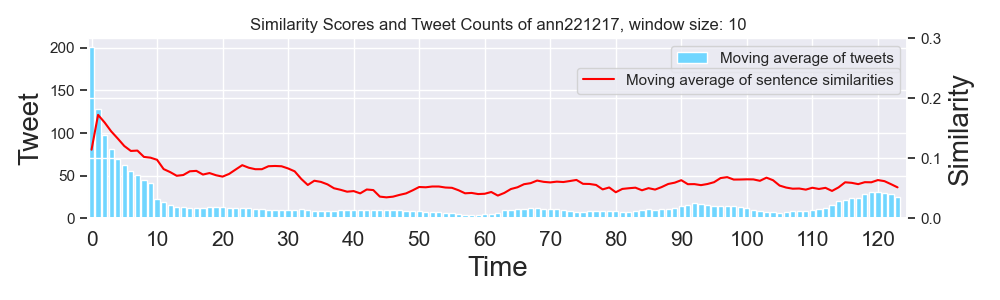 Similarity Scores and Tweet Counts of ann221217, window size: 10
Moving average of tweets
Moving average of sentence similarities
Tweet
200
150
100
50
0
Similarity
0.3
0.2
0.1
0.0
0 10 20 30 40 50 60 70 80 90 100 110 120
Time